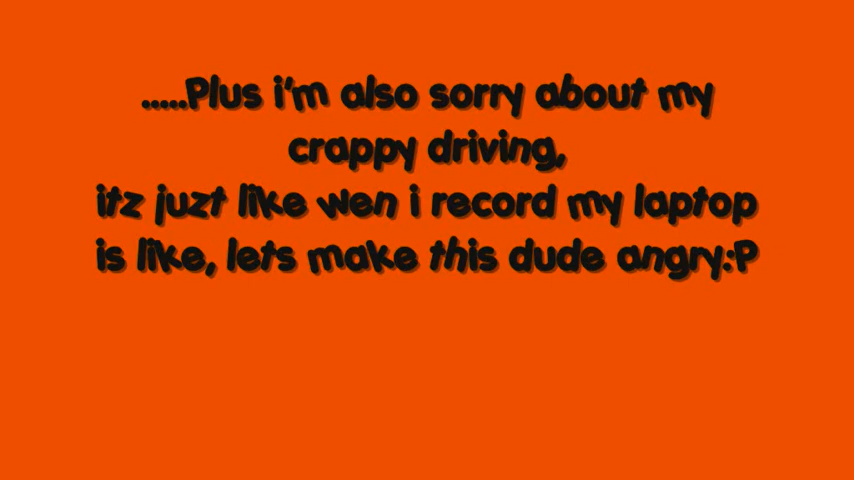 .....Plus i'm also sorry about my
crappy driving,
itz juzt like wen i record my laptop
is like, lets make this dude angry:P